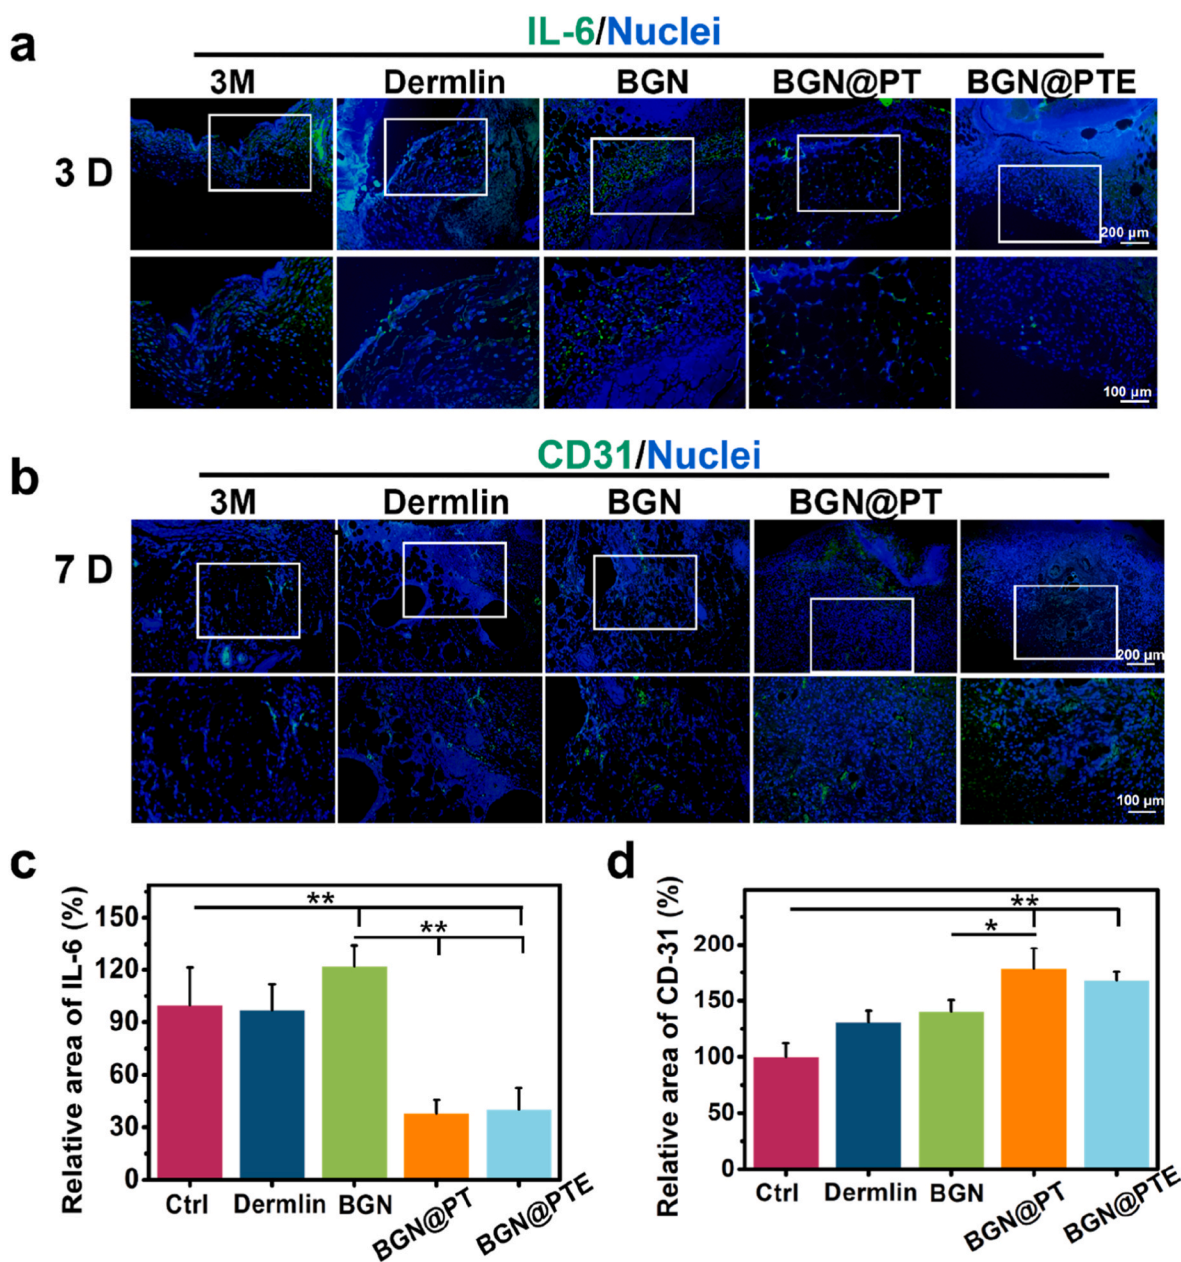 a
IL-6/Nuclei
3M Dermlin BGN BGN@PT BGN@PTE
3 D
200 μm
100 μm
b
CD31/Nuclei
3M Dermlin BGN BGN@PT
7 D
200 μm
100 μm
c
Relative area of IL-6 (%)
150
120
90
60
30
0
**
**
Ctrl Dermlin BGN BGN@PT BGN@PTE
d
Relative area of CD-31 (%)
200
150
100
50
0
**
*
Ctrl Dermlin BGN BGN@PT BGN@PTE